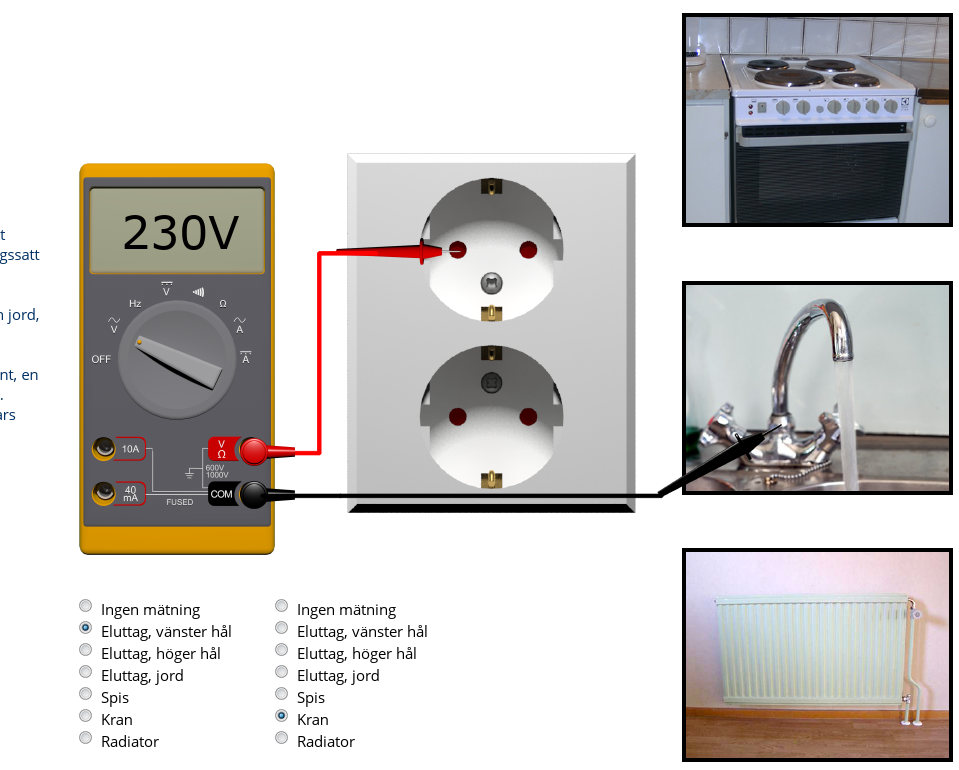 t
gssatt
n jord,
nt, en
.
ars
230V
Hz
V
Ω
V
A
OFF
A
10A
V
Ω
600V
1000V
40
mA
COM
FUSED
Ingen mätning
Eluttag, vänster hål
Eluttag, höger hål
Eluttag, jord
Spis
Kran
Radiator
Ingen mätning
Eluttag, vänster hål
Eluttag, höger hål
Eluttag, jord
Spis
Kran
Radiator